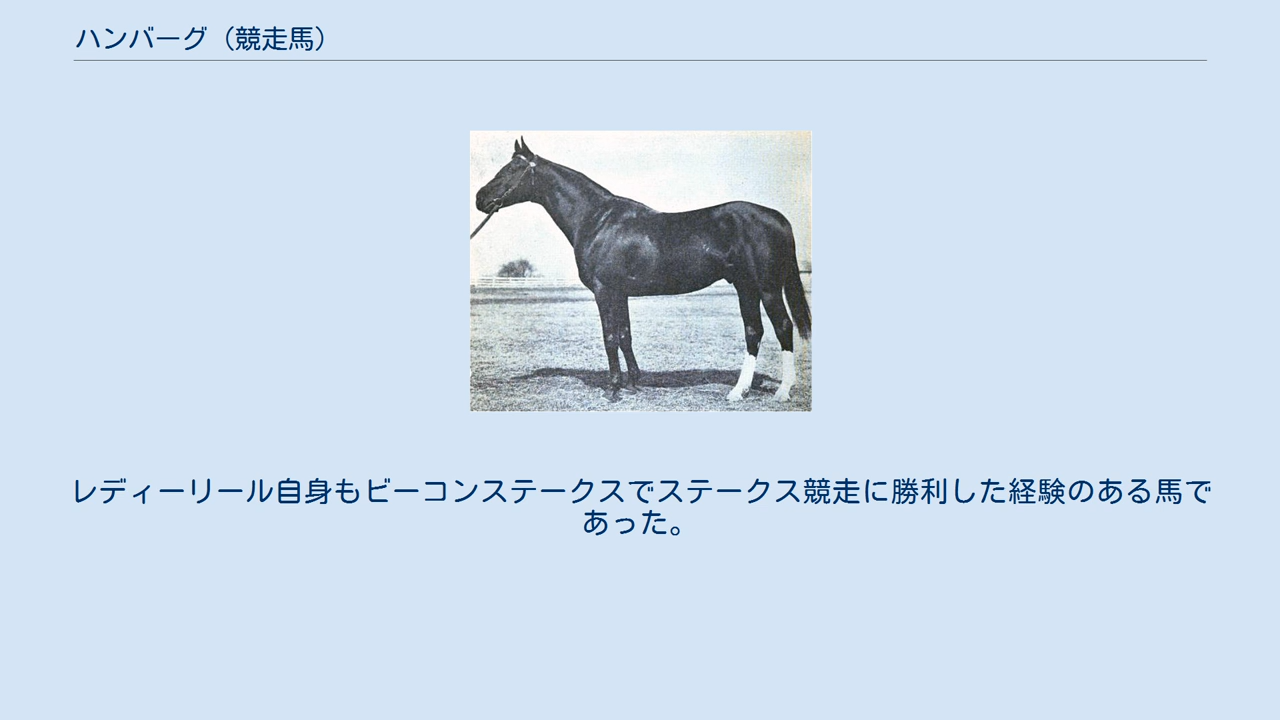 ハンバーグ（競走馬）
レディーリール自身もビーコンステークスでステークス競走に勝利した経験のある馬で
あった。